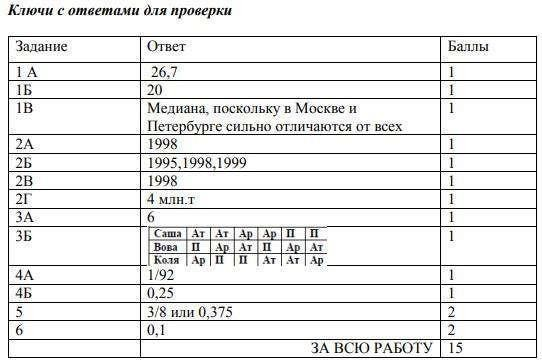 Ключи с ответами для проверки
Задание Ответ Баллы
1 А 26,7 1
1Б 20 1
1В Медиана, поскольку в Москве и 1
Петербурге сильно отличаются от всех
2А 1998 1
2Б 1995,1998,1999 1
2В 1998 1
2Г 4 млн.т 1
3А 6 1
3Б 1
Саша Ат Ат Ар Ар П П
Вова П Ар Ат П Ар Ат
Коля Ар П П Ат Ат Ар
4А 1/92 1
4Б 0,25 1
5 3/8 или 0,375 2
6 0,1 2
ЗА ВСЮ РАБОТУ 15